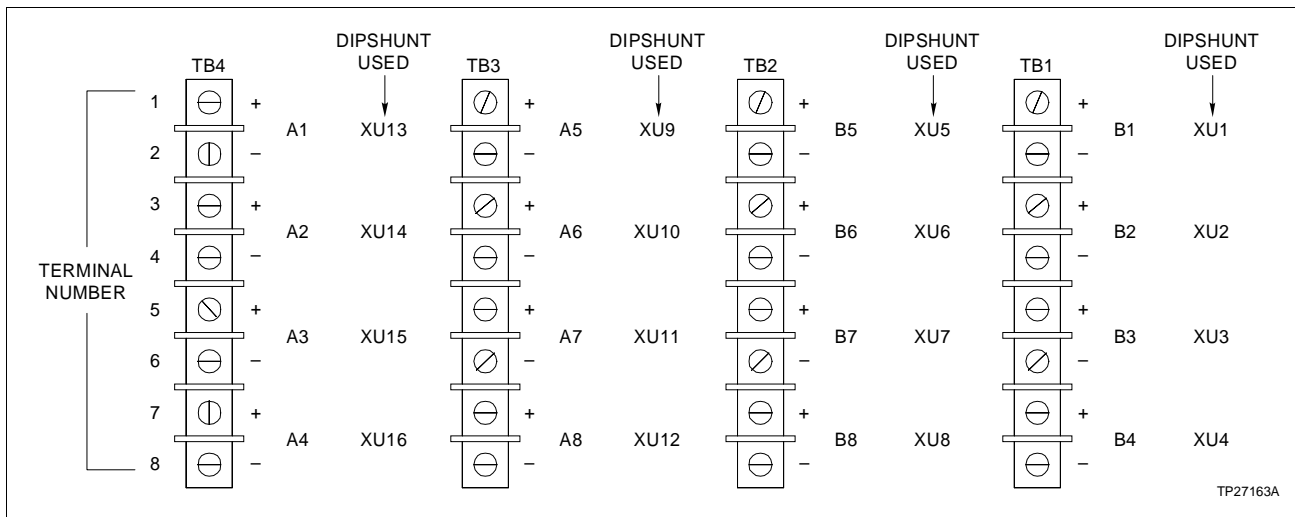 DIPSHUNT DIPSHUNT DIPSHUNT DIPSHUNT
TB4 USED TB3 USED TB2 USED TB1 USED
1 + + + +
A1 XU13 A5 XU9 B5 XU5 B1 XU1
2 – – – –
3 + + + +
A2 XU14 A6 XU10 B6 XU6 B2 XU2
4 – – – –
TERMINAL
NUMBER
5 + + + +
A3 XU15 A7 XU11 B7 XU7 B3 XU3
6 – – – –
7 + + + +
A4 XU16 A8 XU12 B8 XU8 B4 XU4
8 – – – –
TP27163A